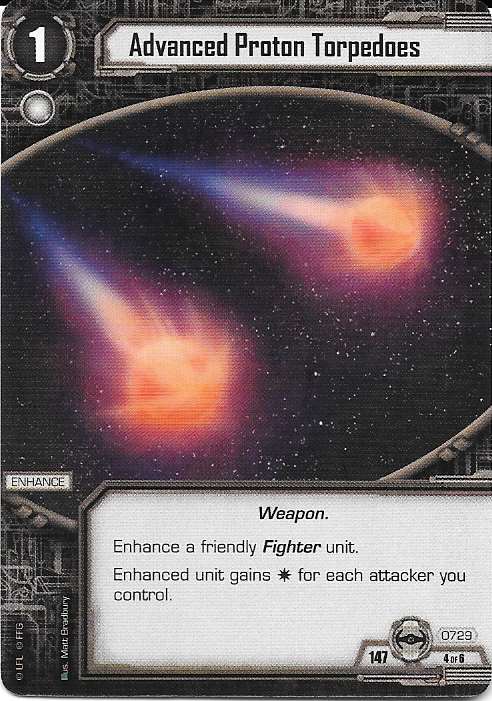 1
Advanced Proton Torpedoes
ENHANCE
Weapon.
Enhance a friendly Fighter unit.
Enhanced unit gains ✷ for each attacker you
control.
© LFL © FFG
Illus. Matt Bradbury
147
0729
4 OF 6